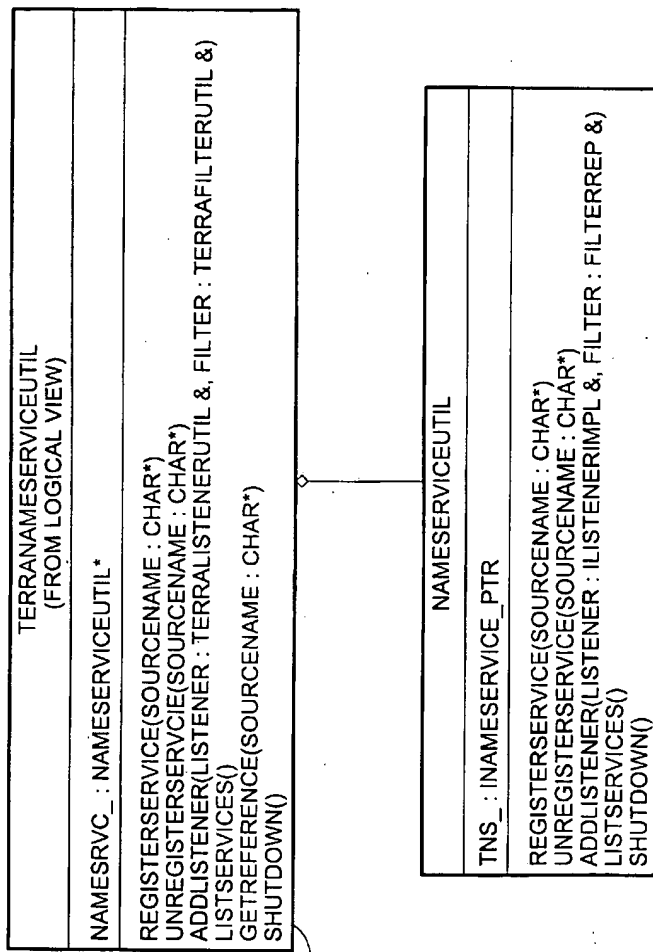 TERRANAMESERVICEUTIL
(FROM LOGICAL VIEW)
NAMESRVC_ : NAMESERVICEUTIL*
REGISTERSERVICE(SOURCENAME : CHAR*)
UNREGISTERSERVCIE(SOURCENAME : CHAR*)
ADDLISTENER(LISTENER : TERRALISTENERUTIL &, FILTER : TERRAFILTERUTIL &)
LISTSERVICES()
GETREFERENCE(SOURCENAME : CHAR*)
SHUTDOWN()
NAMESERVICEUTIL
TNS_ : INAMESERVICE_PTR
REGISTERSERVICE(SOURCENAME : CHAR*)
UNREGISTERSERVICE(SOURCENAME : CHAR*)
ADDLISTENER(LISTENER : ILISTENERIMPL &, FILTER : FILTERREP &)
LISTSERVICES()
SHUTDOWN()